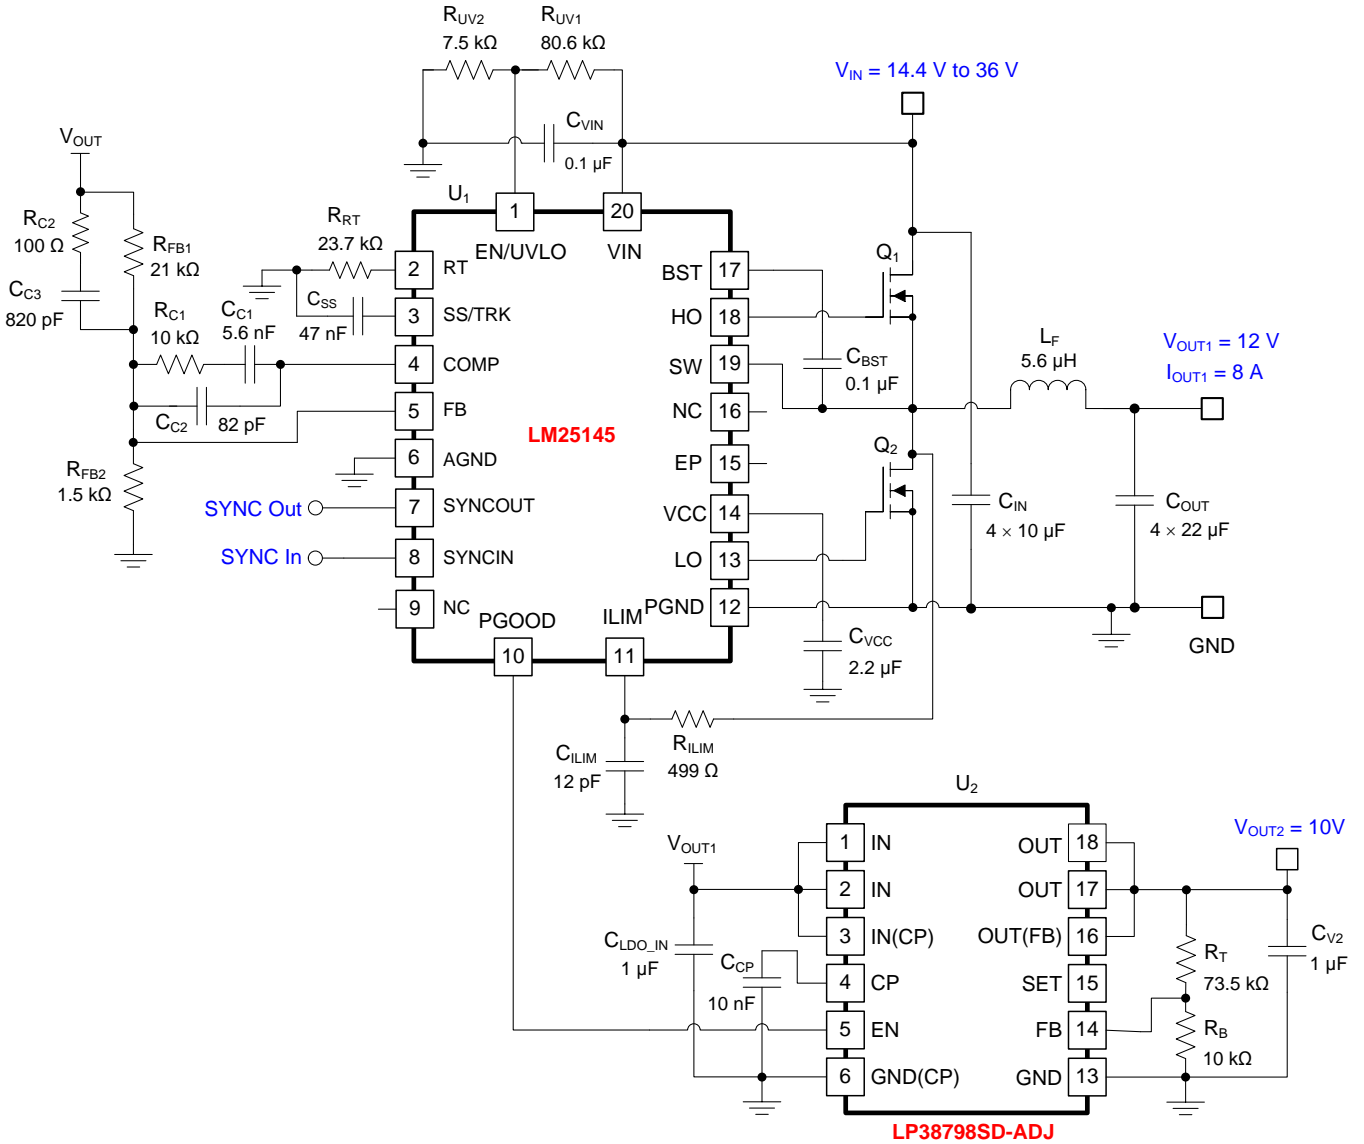 R_UV2
7.5 kΩ
R_UV1
80.6 kΩ
V_IN = 14.4 V to 36 V
C_VIN
0.1 µF
V_OUT
R_C2
100 Ω
R_FB1
21 kΩ
C_C3
820 pF
R_C1
10 kΩ
C_C1
5.6 nF
C_C2
82 pF
R_FB2
1.5 kΩ
R_RT
23.7 kΩ
C_SS
47 nF
SYNC Out
SYNC In
U_1
1
EN/UVLO
20
VIN
2
RT
3
SS/TRK
4
COMP
5
FB
6
AGND
7
SYNCOUT
8
SYNCIN
9
NC
PGOOD
10
ILIM
11
LM25145
BST
17
HO
18
SW
19
NC
16
EP
15
VCC
14
LO
13
PGND
12
Q_1
C_BST
0.1 µF
Q_2
L_F
5.6 µH
V_OUT1 = 12 V
I_OUT1 = 8 A
C_IN
4 × 10 µF
C_OUT
4 × 22 µF
GND
C_VCC
2.2 µF
C_ILIM
12 pF
R_ILIM
499 Ω
U_2
V_OUT1
C_LDO_IN
1 µF
C_CP
10 nF
1
IN
2
IN
3
IN(CP)
4
CP
5
EN
6
GND(CP)
OUT
18
OUT
17
OUT(FB)
16
SET
15
FB
14
GND
13
V_OUT2 = 10V
R_T
73.5 kΩ
R_B
10 kΩ
C_V2
1 µF
LP38798SD-ADJ